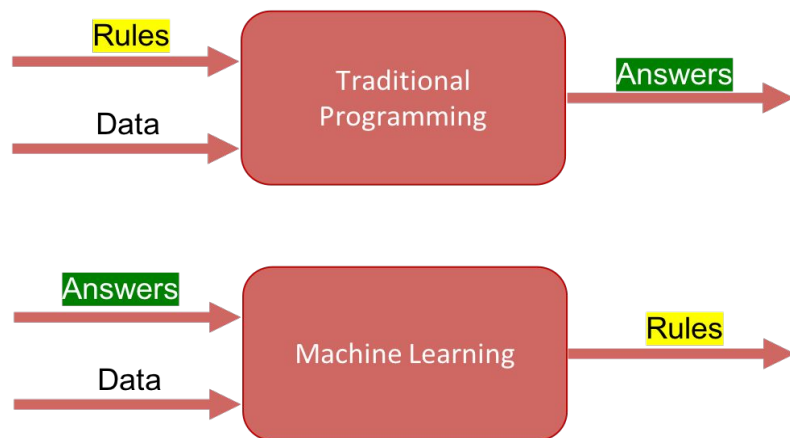 Rules
Data
Traditional
Programming
Answers
Answers
Data
Machine Learning
Rules